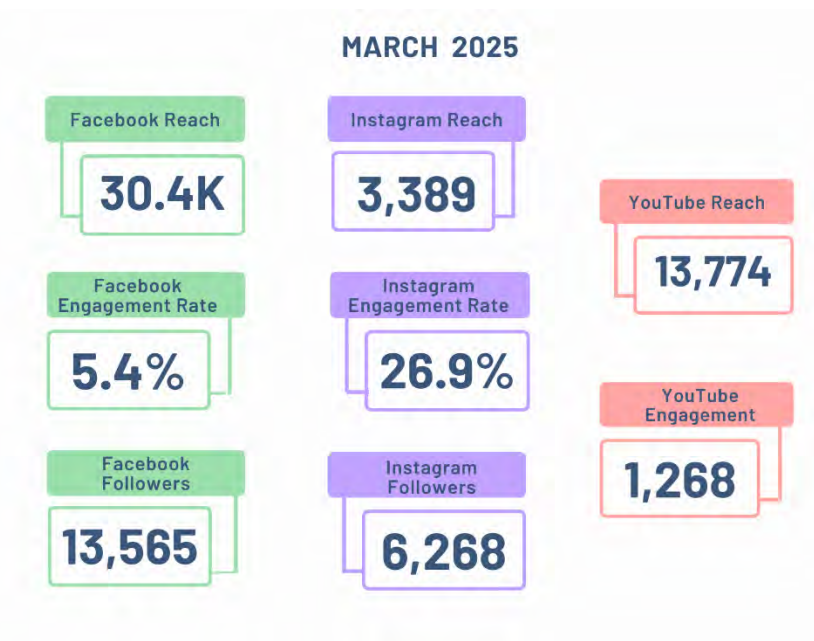 MARCH 2025
Facebook Reach
30.4K
Facebook
Engagement Rate
5.4%
Facebook
Followers
13,565
Instagram Reach
3,389
Instagram
Engagement Rate
26.9%
Instagram
Followers
6,268
YouTube Reach
13,774
YouTube
Engagement
1,268